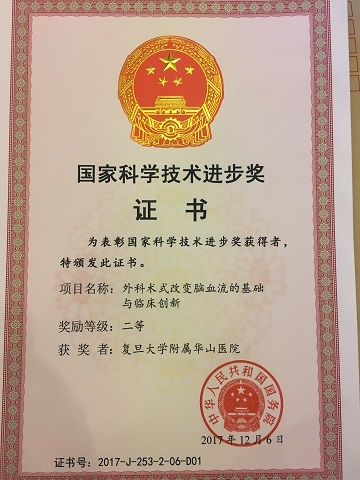 国家科学技术进步奖
证书
为表彰国家科学技术进步奖获得者，
特颁发此证书。
项目名称：外科术式改变脑血流的基础
与临床创新
奖励等级：二等
获奖者：复旦大学附属华山医院
中华人民共和国国务院
2017年12月6日
证书号：2017-J-253-2-06-D01